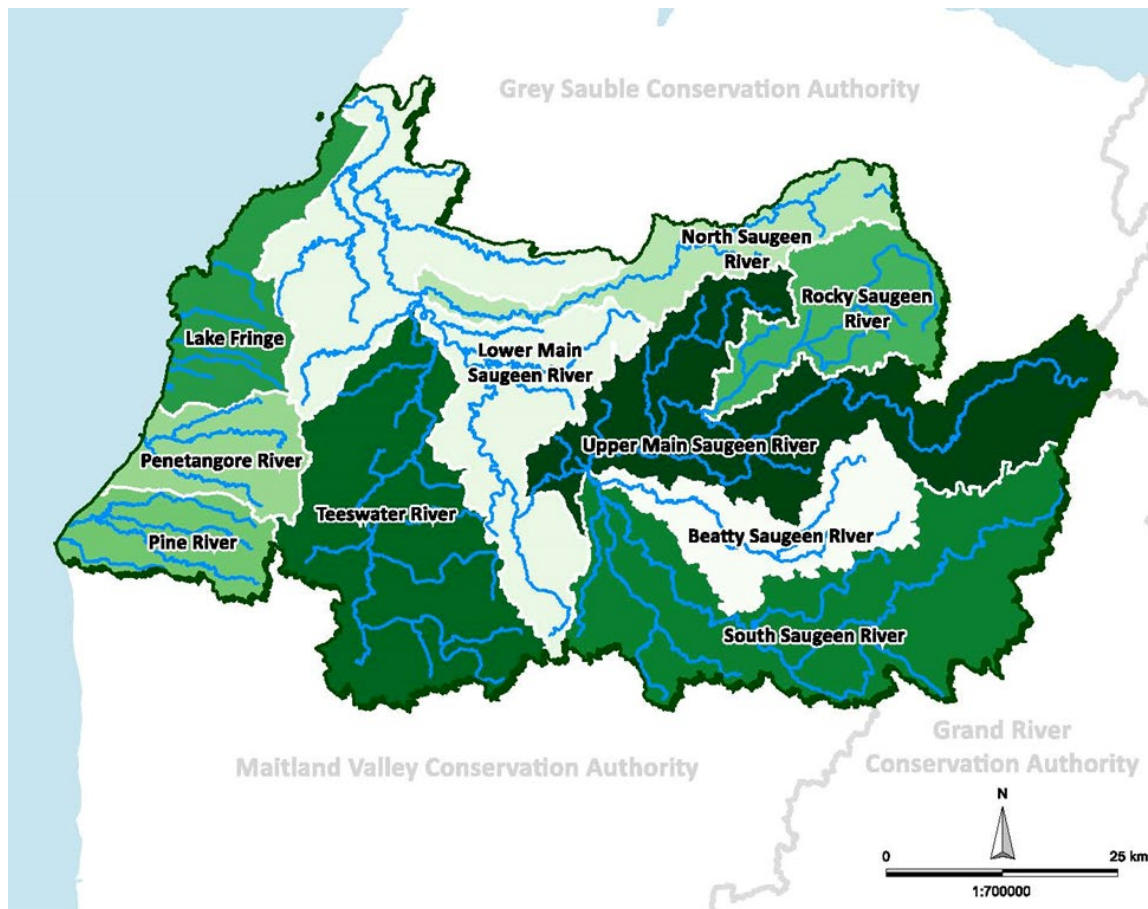 Grey Sauble Conservation Authority
North Saugeen
River
Rocky Saugeen
River
Lake Fringe
Lower Main
Saugeen River
Upper Main Saugeen River
Penetangore River
Teeswater River
Pine River
Beatty Saugeen River
South Saugeen River
Maitland Valley Conservation Authority
Grand River
Conservation Authority
N
0
25 km
1:700000